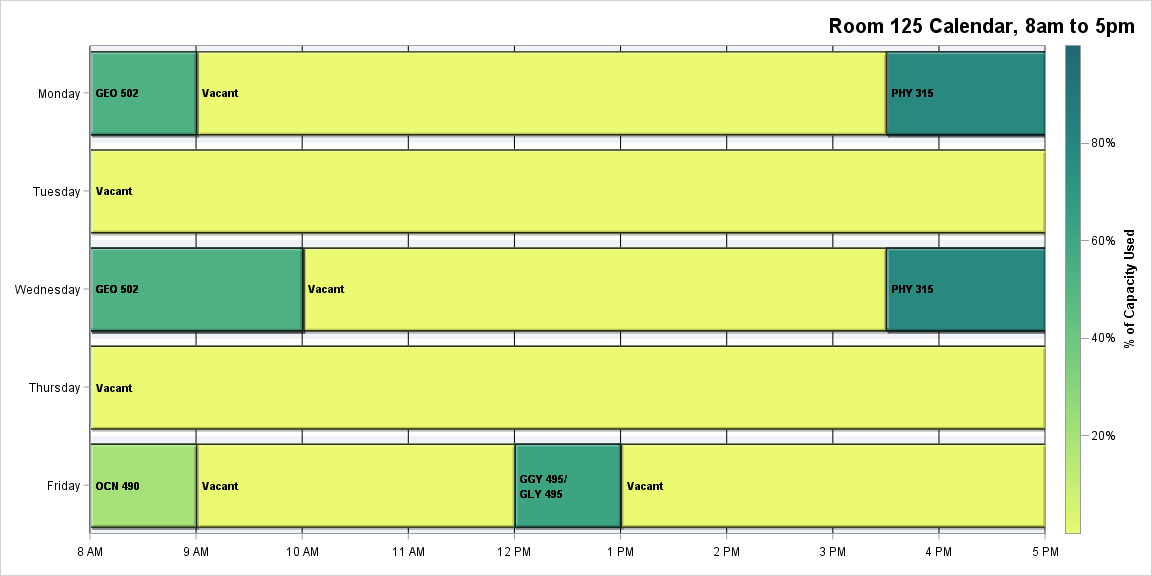 Room 125 Calendar, 8am to 5pm
Monday
GEO 502
Vacant
PHY 315
Tuesday
Vacant
Wednesday
GEO 502
Vacant
PHY 315
Thursday
Vacant
Friday
OCN 490
Vacant
GGY 495/
GLY 495
Vacant
8 AM
9 AM
10 AM
11 AM
12 PM
1 PM
2 PM
3 PM
4 PM
5 PM
80%
60%
40%
20%
% of Capacity Used